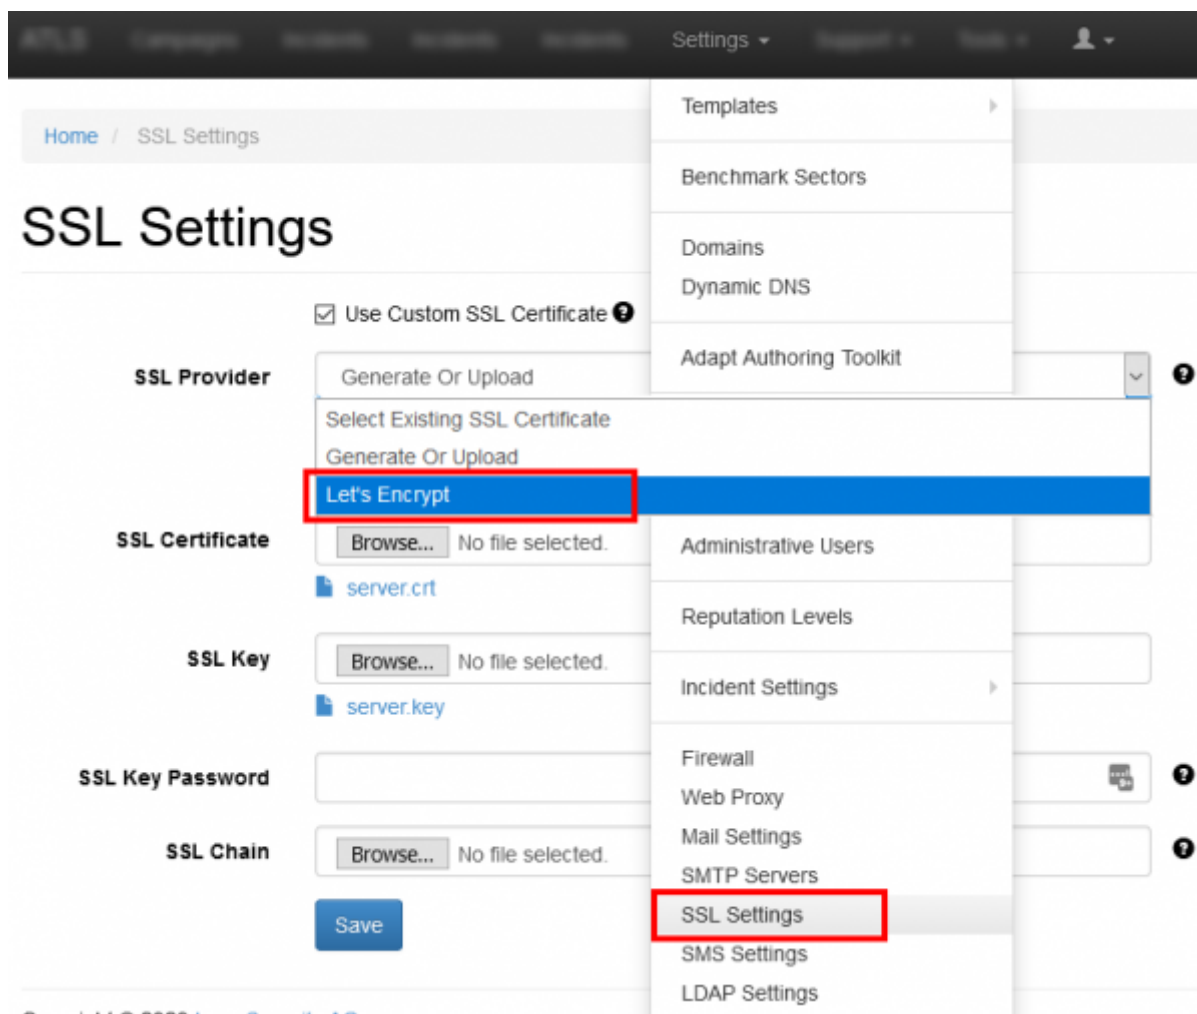 Settings
Home / SSL Settings
SSL Settings
Use Custom SSL Certificate
SSL Provider
Generate Or Upload
Select Existing SSL Certificate
Generate Or Upload
Let's Encrypt
SSL Certificate
Browse... No file selected.
server.crt
SSL Key
Browse... No file selected.
server.key
SSL Key Password
SSL Chain
Browse... No file selected.
Save
Templates
Benchmark Sectors
Domains
Dynamic DNS
Adapt Authoring Toolkit
Administrative Users
Reputation Levels
Incident Settings
Firewall
Web Proxy
Mail Settings
SMTP Servers
SSL Settings
SMS Settings
LDAP Settings